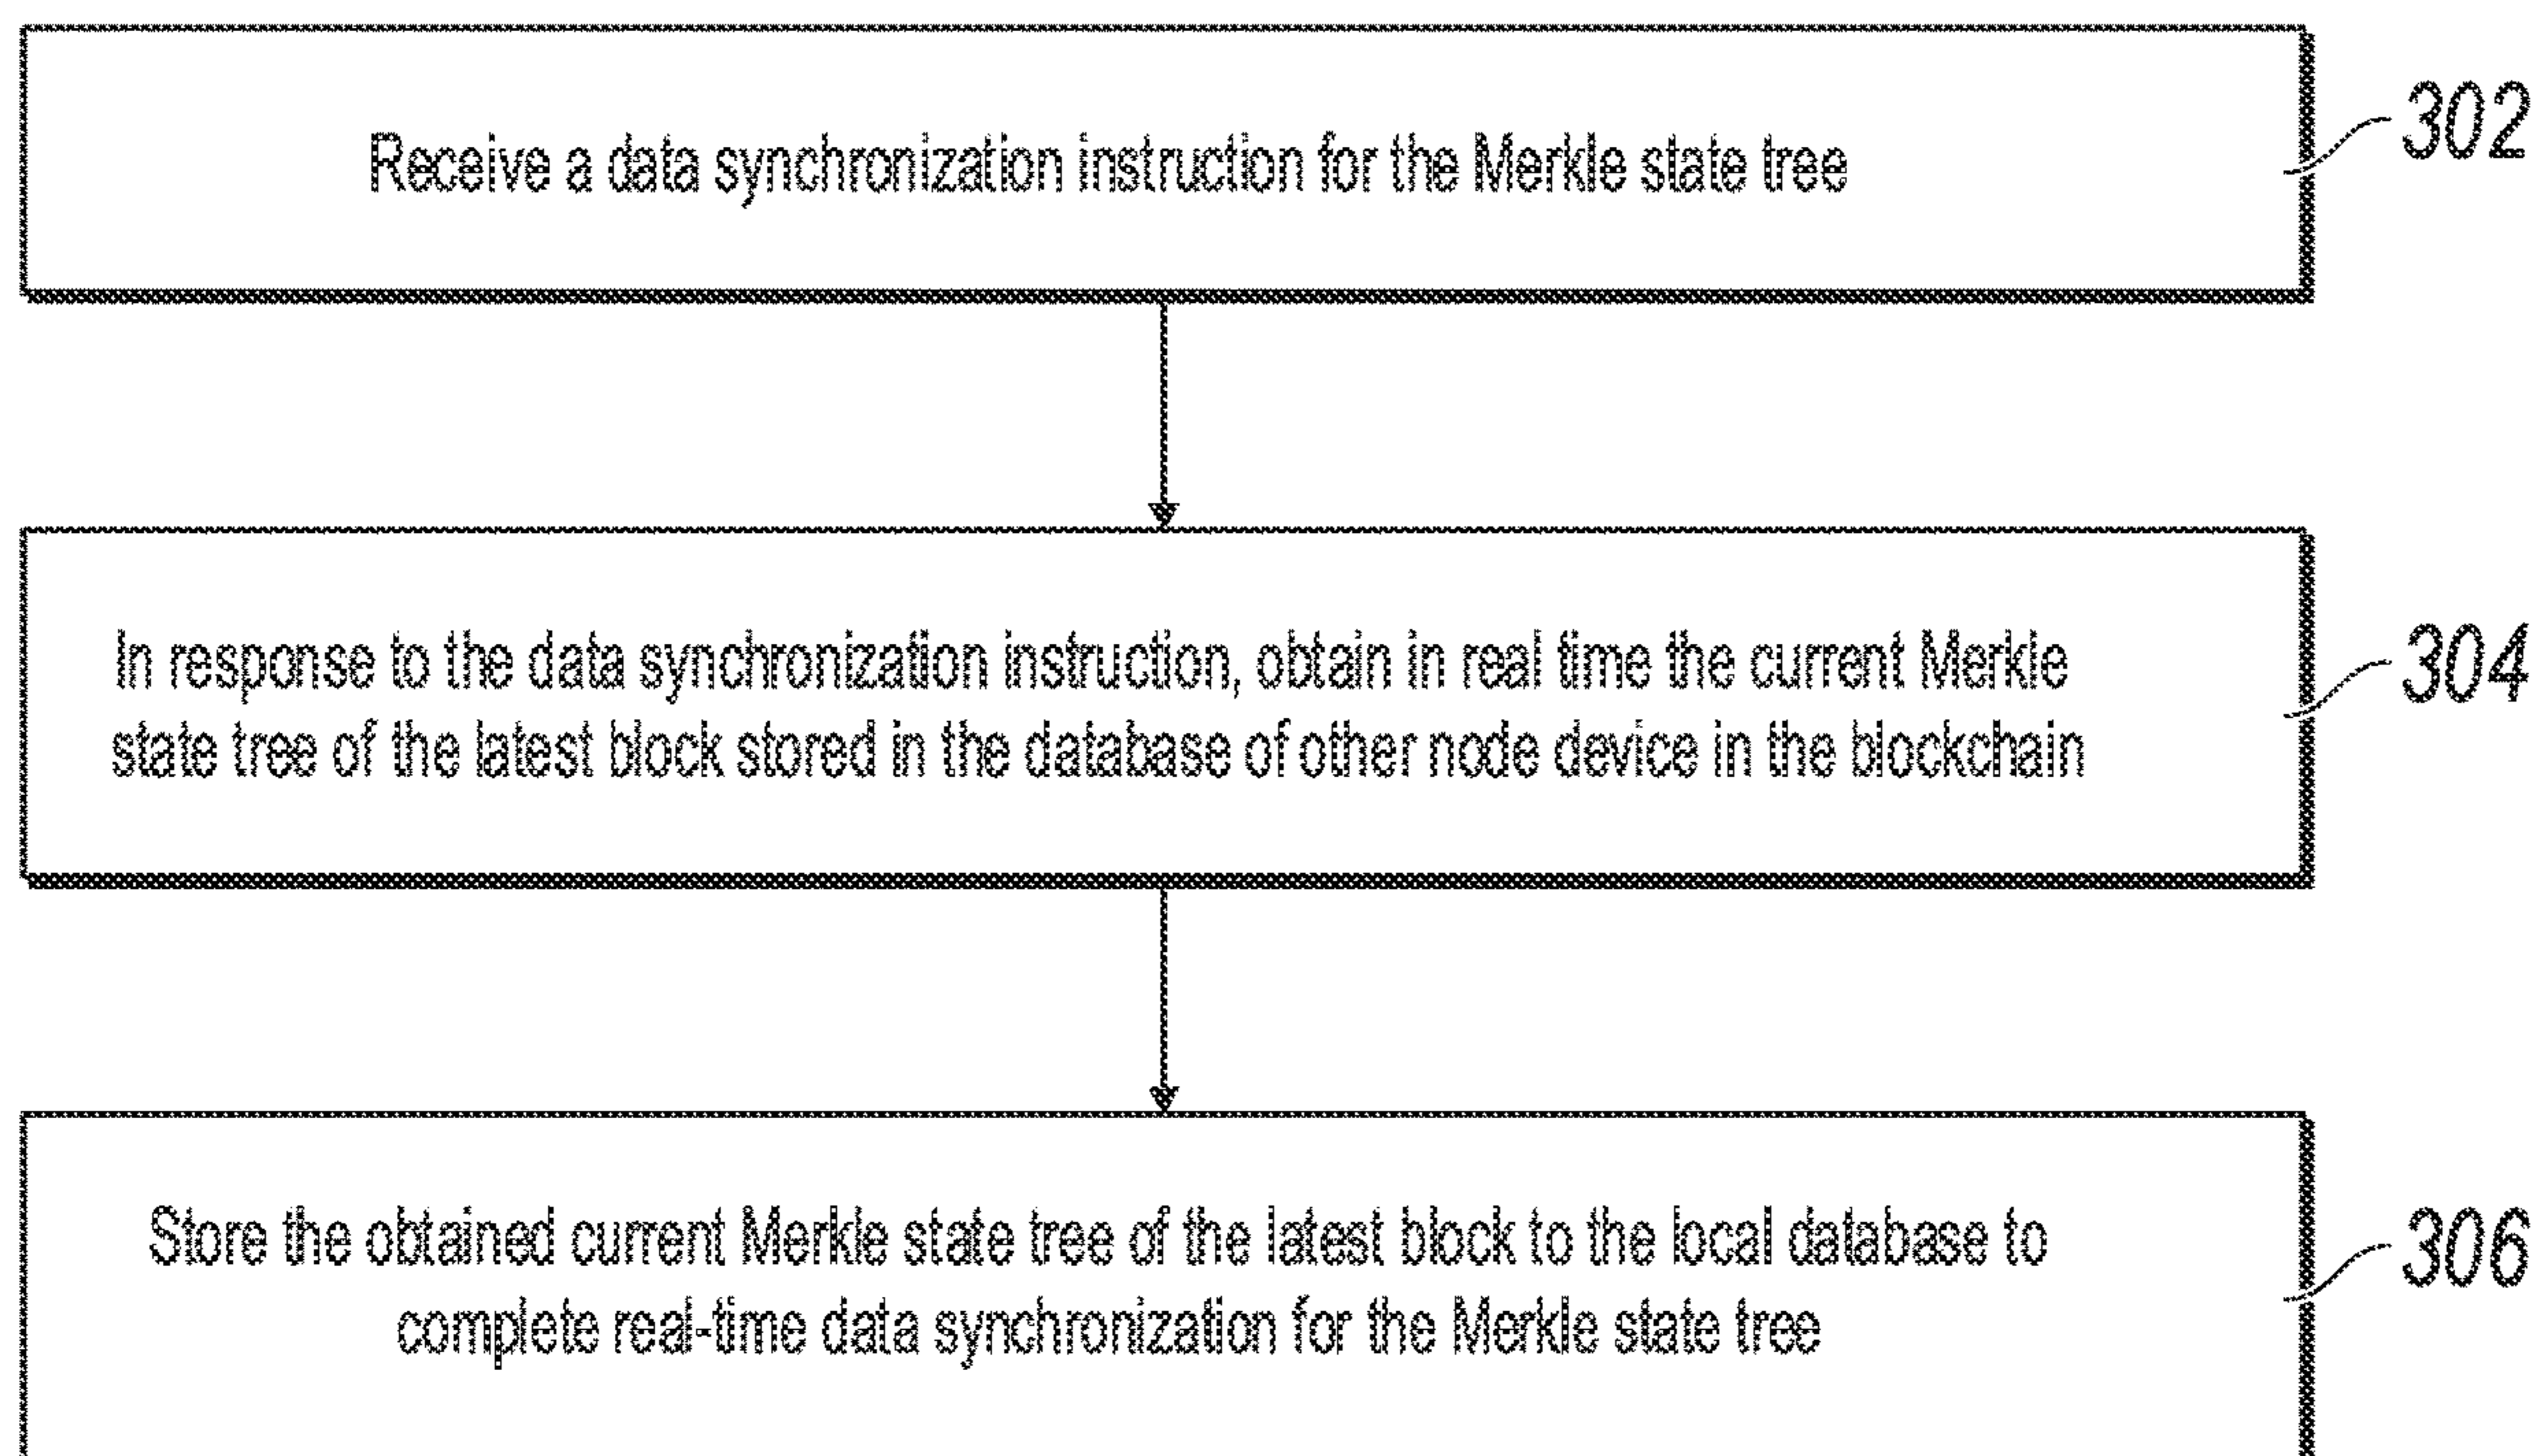 Receive a data synchronization instruction for the Merkle state tree
302
In response to the data synchronization instruction, obtain in real time the current Merkle
state tree of the latest block stored in the database of other node device in the blockchain
304
Store the obtained current Merkle state tree of the latest block to the local database to
complete real-time data synchronization for the Merkle state tree
306